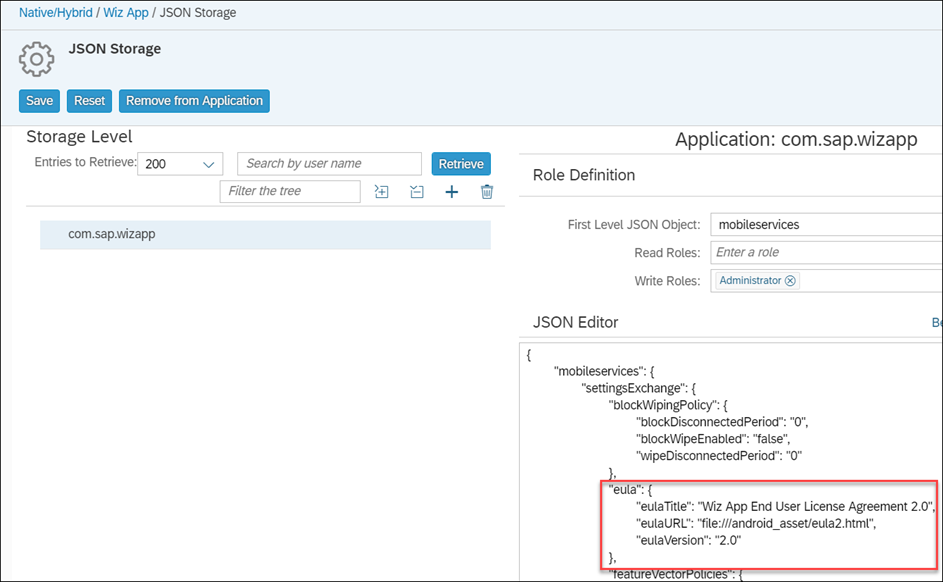 Native/Hybrid / Wiz App / JSON Storage
JSON Storage
Save Reset Remove from Application
Storage Level
Entries to Retrieve: 200 Search by user name Retrieve
Filter the tree
com.sap.wizapp
Application: com.sap.wizapp
Role Definition
First Level JSON Object: mobileservices
Read Roles: Enter a role
Write Roles: Administrator
JSON Editor
{
"mobileservices": {
"settingsExchange": {
"blockWipingPolicy": {
"blockDisconnectedPeriod": "0",
"blockWipeEnabled": "false",
"wipeDisconnectedPeriod": "0"
},
"eula": {
"eulaTitle": "Wiz App End User License Agreement 2.0",
"eulaURL": "file:///android_asset/eula2.html",
"eulaVersion": "2.0"
},
"featureVectorPolicies": {